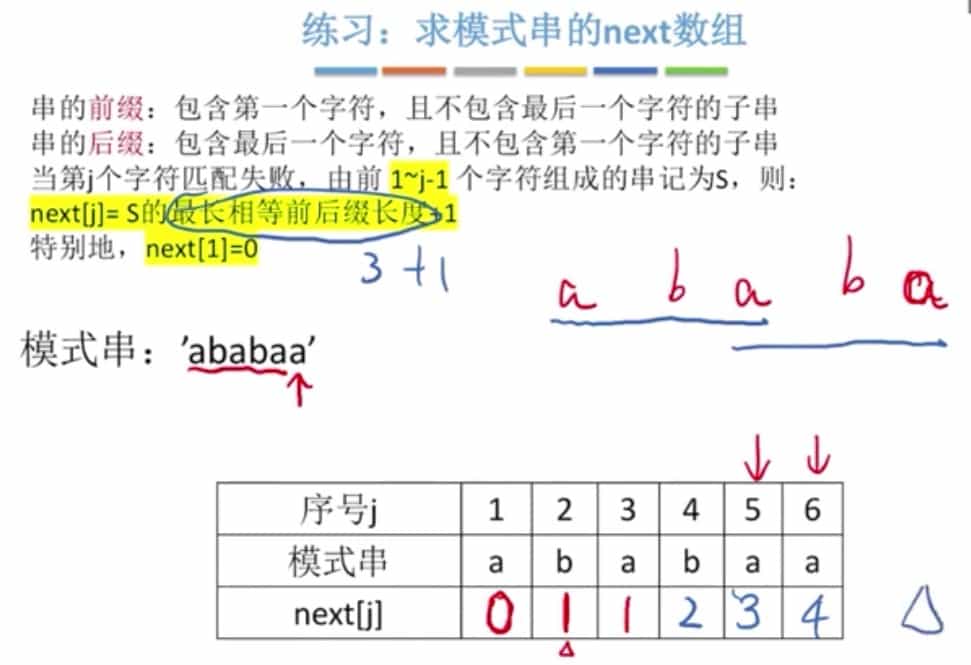 练习：求模式串的next数组
串的前缀：包含第一个字符，且不包含最后一个字符的子串
串的后缀：包含最后一个字符，且不包含第一个字符的子串
当第j个字符匹配失败，由前 1~j-1 个字符组成的串记为S，则：
next[j]= S的最长相等前后缀长度+1
特别地，next[1]=0
3 +1
a b a b a
模式串：'ababaa'
序号j 1 2 3 4 5 6
模式串 a b a b a a
next[j] 0 1 1 2 3 4